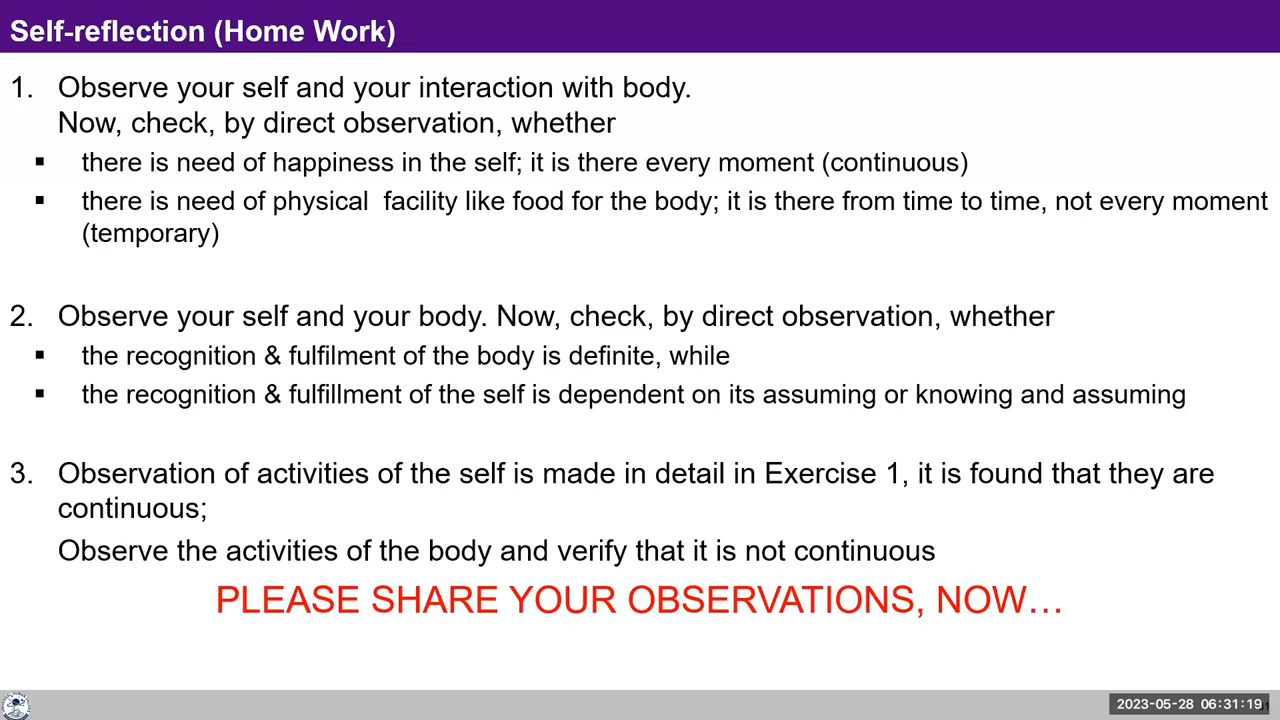 Self-reflection (Home Work)
1. Observe your self and your interaction with body.
Now, check, by direct observation, whether
▪ there is need of happiness in the self; it is there every moment (continuous)
▪ there is need of physical facility like food for the body; it is there from time to time, not every moment
(temporary)
2. Observe your self and your body. Now, check, by direct observation, whether
▪ the recognition & fulfilment of the body is definite, while
▪ the recognition & fulfillment of the self is dependent on its assuming or knowing and assuming
3. Observation of activities of the self is made in detail in Exercise 1, it is found that they are
continuous;
Observe the activities of the body and verify that it is not continuous
PLEASE SHARE YOUR OBSERVATIONS, NOW…
2023-05-28 06:31:19